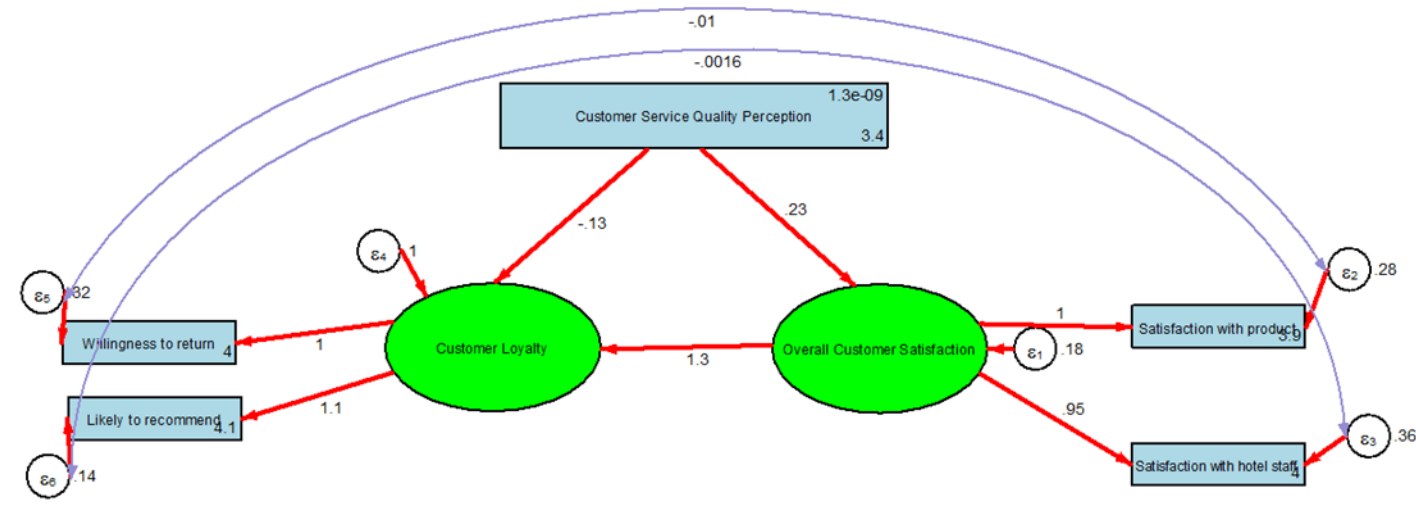 -.01
-.0016
1.3e-09
Customer Service Quality Perception
3.4
-.13
.23
ε4
1
ε5
.32
ε2
.28
Willingness to return
4
1
Customer Loyalty
1.3
Overall Customer Satisfaction
ε1
.18
1
Satisfaction with product
3.9
Likely to recommend
4.1
1.1
.95
ε6
.14
ε3
.36
Satisfaction with hotel staff
4